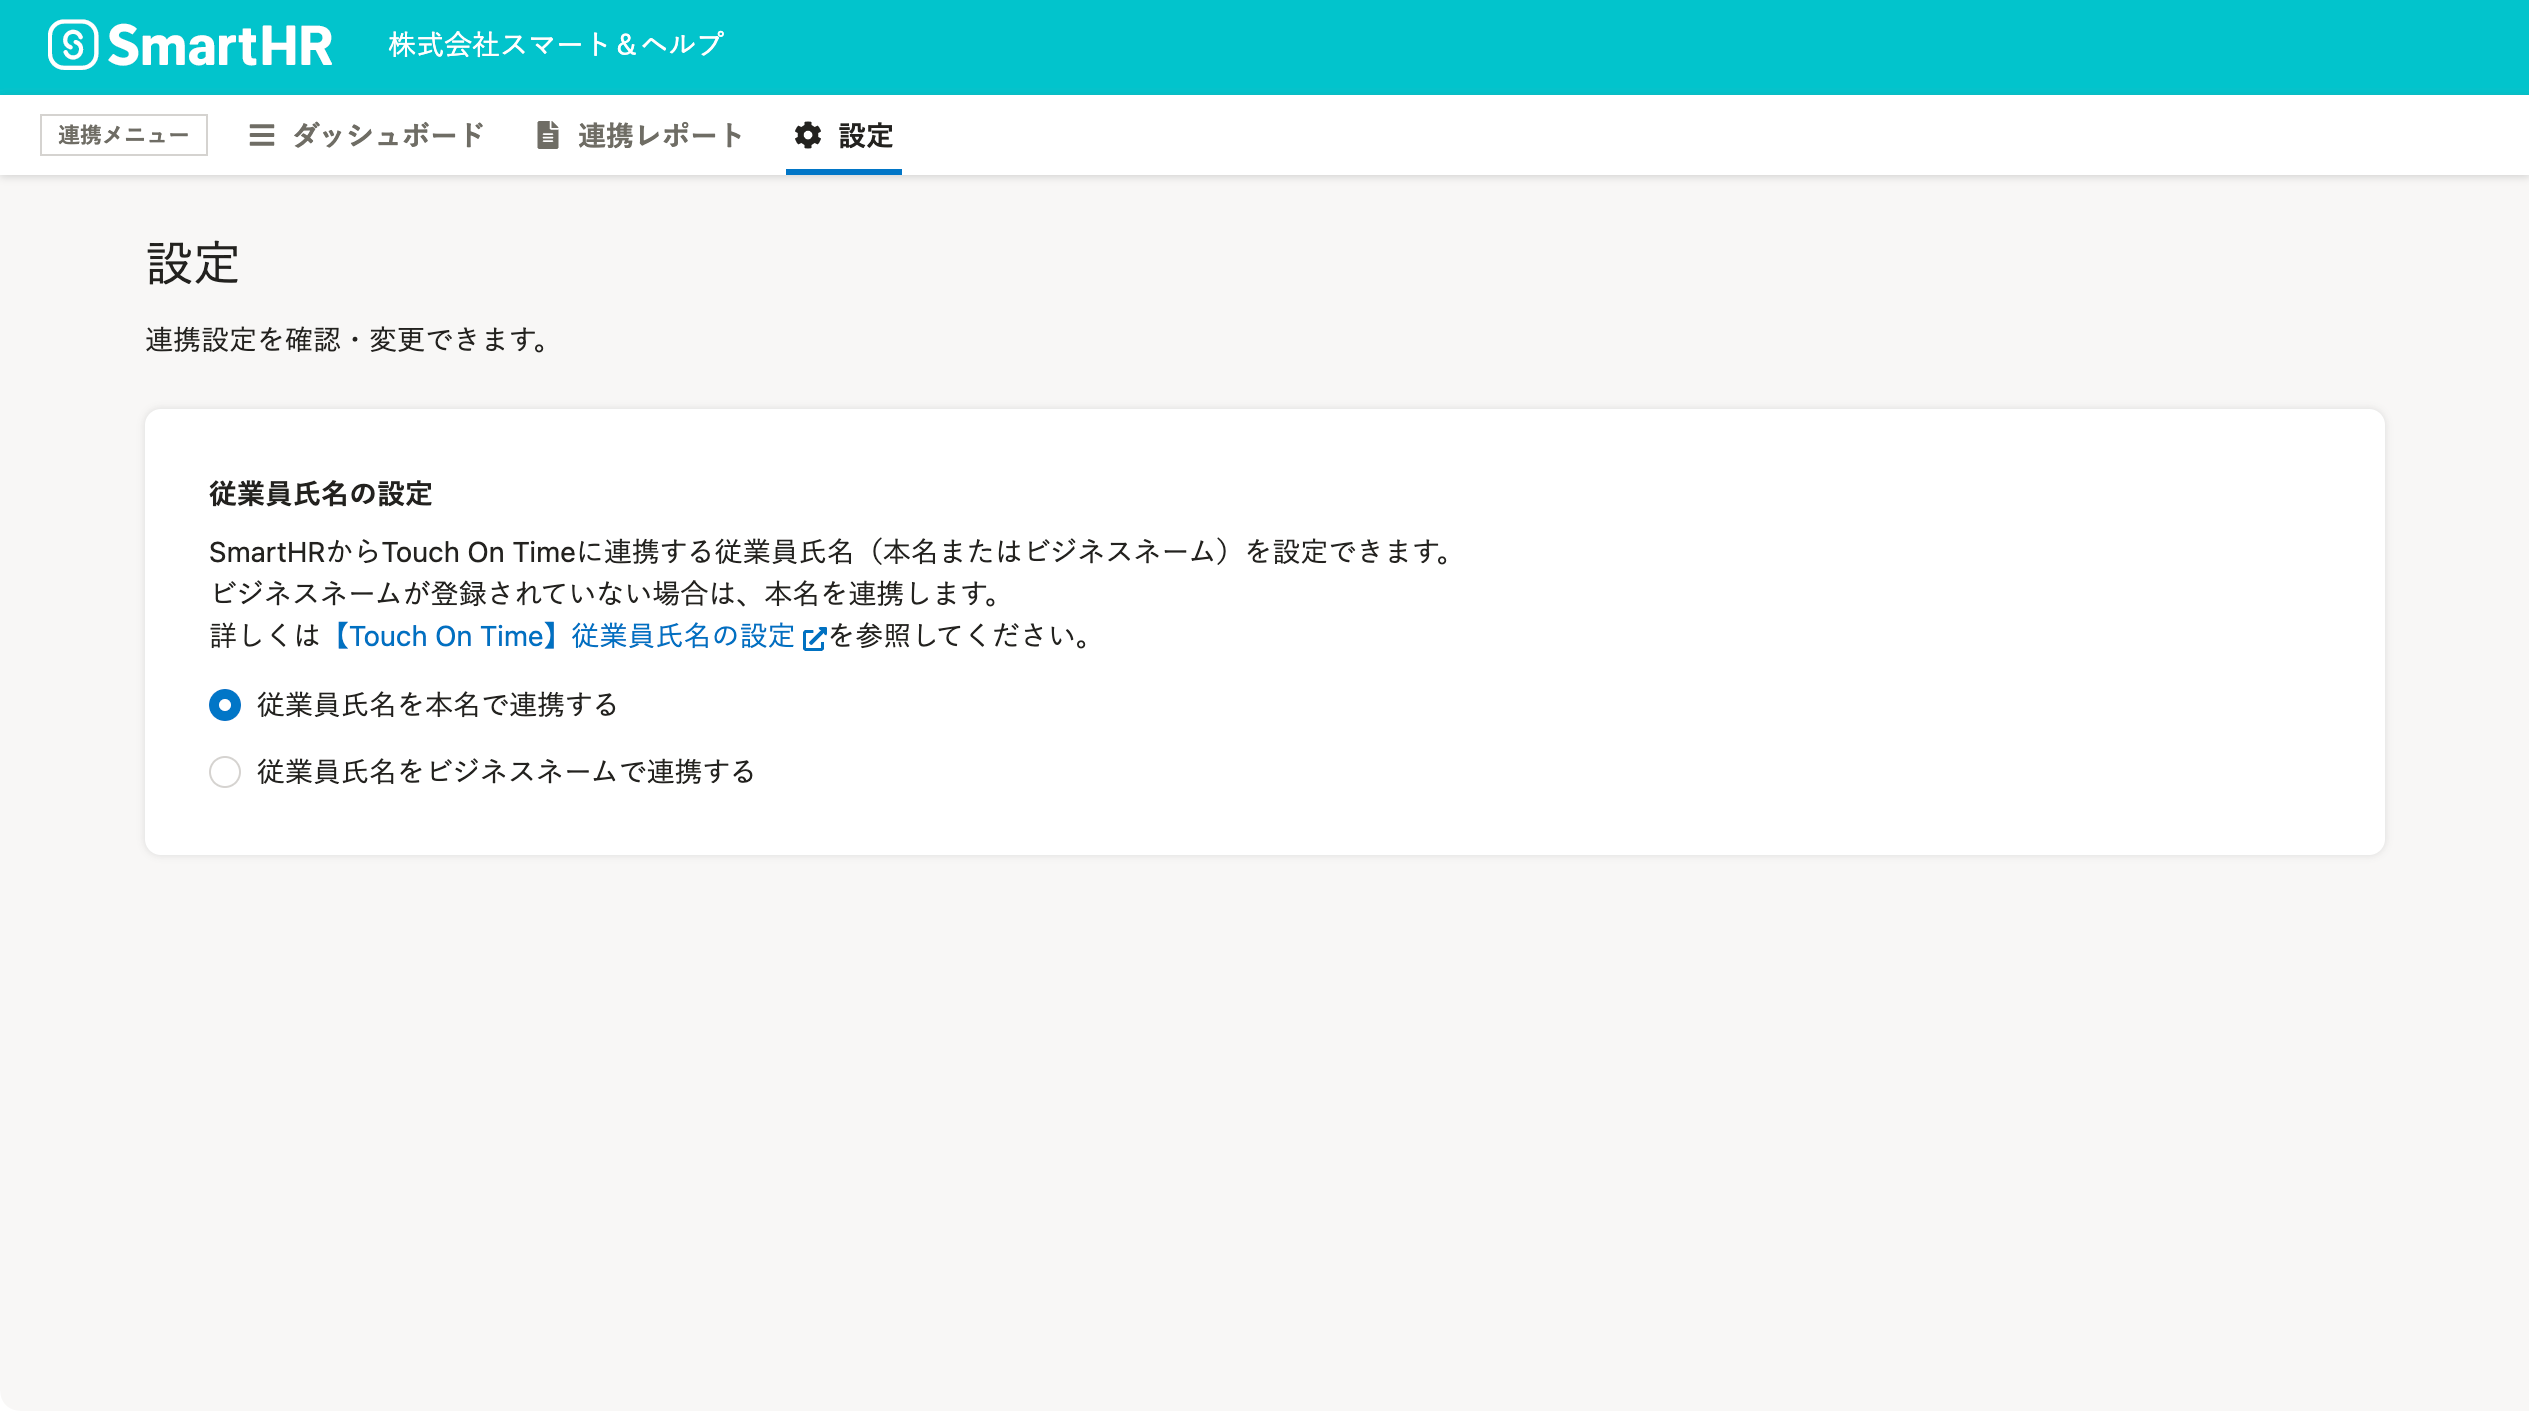 SmartHR 株式会社スマート＆ヘルプ
連携メニュー ダッシュボード 連携レポート 設定
設定
連携設定を確認・変更できます。
従業員氏名の設定
SmartHRからTouch On Timeに連携する従業員氏名（本名またはビジネスネーム）を設定できます。
ビジネスネームが登録されていない場合は、本名を連携します。
詳しくは【Touch On Time】従業員氏名の設定を参照してください。
従業員氏名を本名で連携する
従業員氏名をビジネスネームで連携する